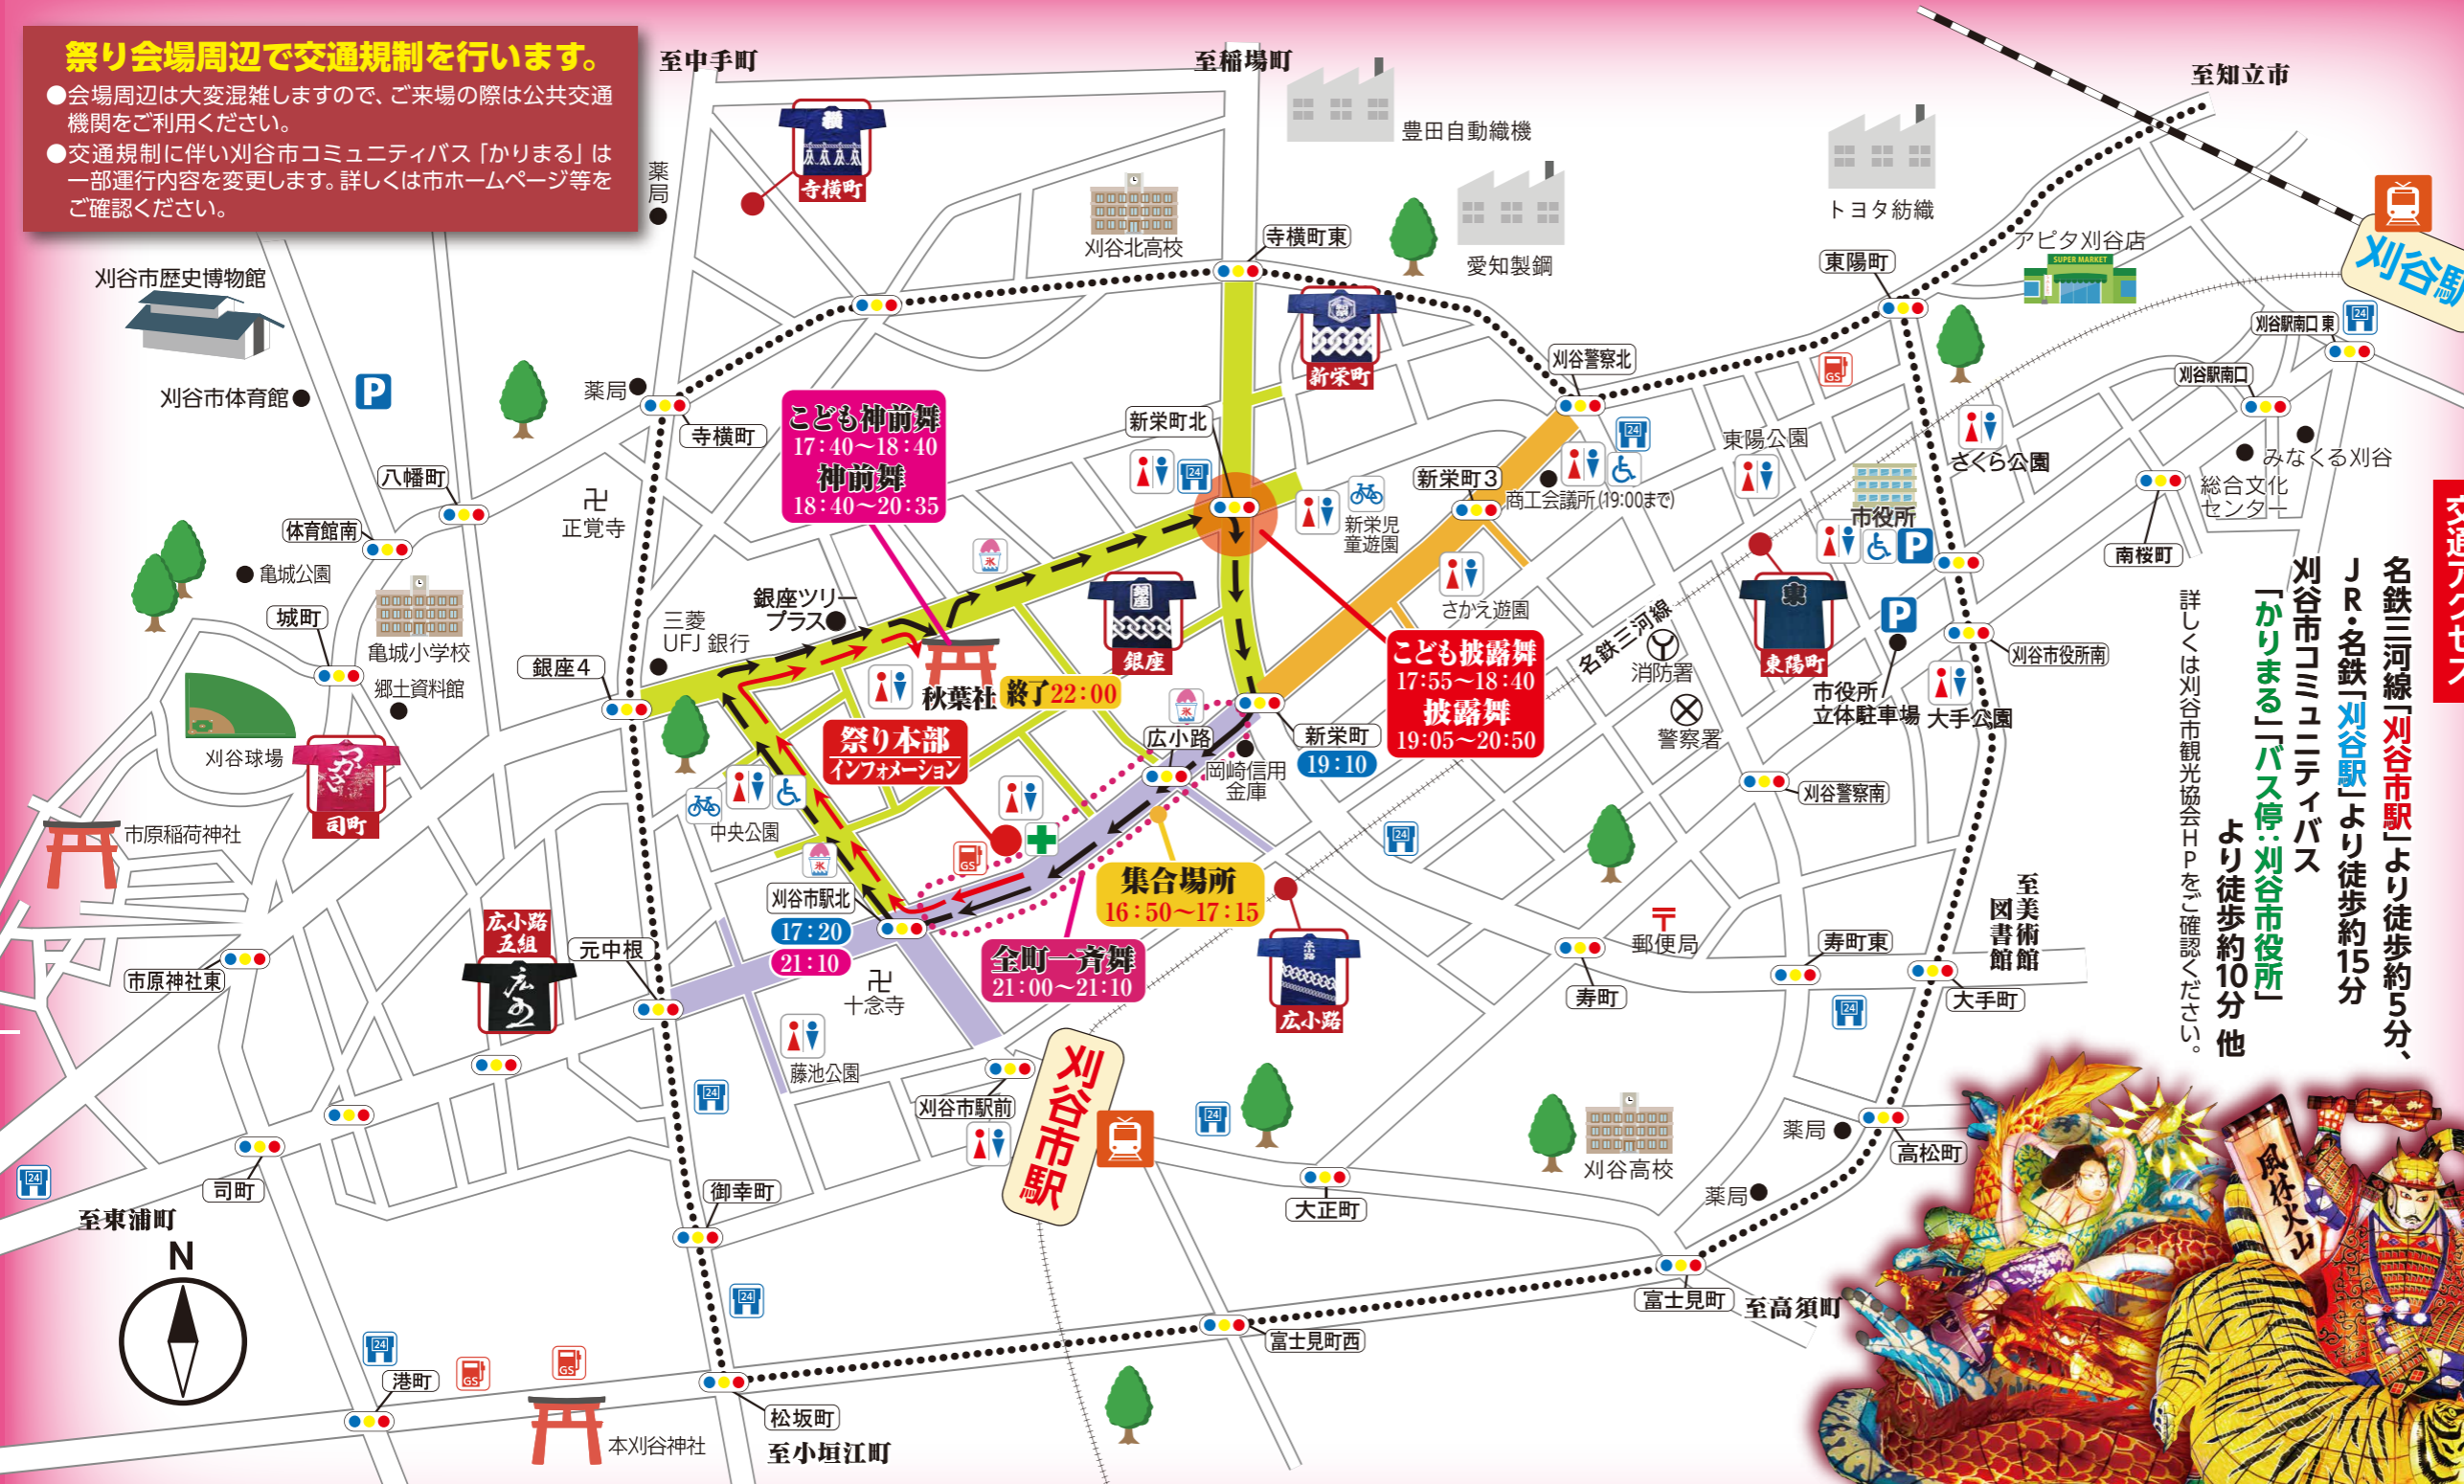 祭り会場周辺で交通規制を行います。
●会場周辺は大変混雑しますので、ご来場の際は公共交通
機関をご利用ください。
●交通規制に伴い刈谷市コミュニティバス「かりまる」は
一部運行内容を変更します。詳しくは市ホームページ等を
ご確認ください。
至中手町
至稲場町
至知立市
豊田自動織機
トヨタ紡織
愛知製鋼
薬局
横
寺横町
刈谷北高校
寺横町東
東陽町
アピタ刈谷店
SUPER MARKET
刈谷駅
刈谷駅南口 東
24
刈谷駅南口
みなくる刈谷
総合文化
センター
南桜町
刈谷市歴史博物館
刈谷市体育館
P
薬局
寺横町
八幡町
体育館南
正覚寺
亀城公園
城町
亀城小学校
郷土資料館
刈谷球場
つかさ
司町
市原稲荷神社
市原神社東
新栄町
刈谷警察北
GS
こども神前舞
17:40〜18:40
神前舞
18:40〜20:35
新栄町北
24
新栄児
童遊園
新栄町3
24
商工会議所(19:00まで)
東陽公園
さくら公園
市役所
P
さかえ遊園
名鉄三河線
消防署
警察署
東
東陽町
P
市役所
立体駐車場
大手公園
刈谷市役所南
刈谷警察南
氷
銀座ツリー
プラス
三菱
UFJ 銀行
銀座4
銀座
銀座
秋葉社
終了22:00
こども披露舞
17:55〜18:40
披露舞
19:05〜20:50
祭り本部
インフォメーション
氷
広小路
新栄町
19:10
岡崎信用
金庫
中央公園
氷
GS
刈谷市駅北
17:20
21:10
集合場所
16:50〜17:15
全町一斉舞
21:00〜21:10
24
広小路
広小路
五組
元中根
十念寺
藤池公園
刈谷市駅前
刈谷市駅
24
24
郵便局
寿町
寿町東
24
大手町
至美術館
図書館
刈谷高校
薬局
高松町
薬局
大正町
御幸町
24
富士見町
至高須町
富士見町西
松坂町
至小垣江町
本刈谷神社
GS
GS
24
港町
司町
24
至東浦町
N
交通アクセス
名鉄三河線「刈谷市駅」より徒歩約5分、
JR・名鉄「刈谷駅」より徒歩約15分
刈谷市コミュニティバス
「かりまる」「バス停：刈谷市役所」
より徒歩約10分 他
詳しくは刈谷市観光協会HPをご確認ください。
風林火山